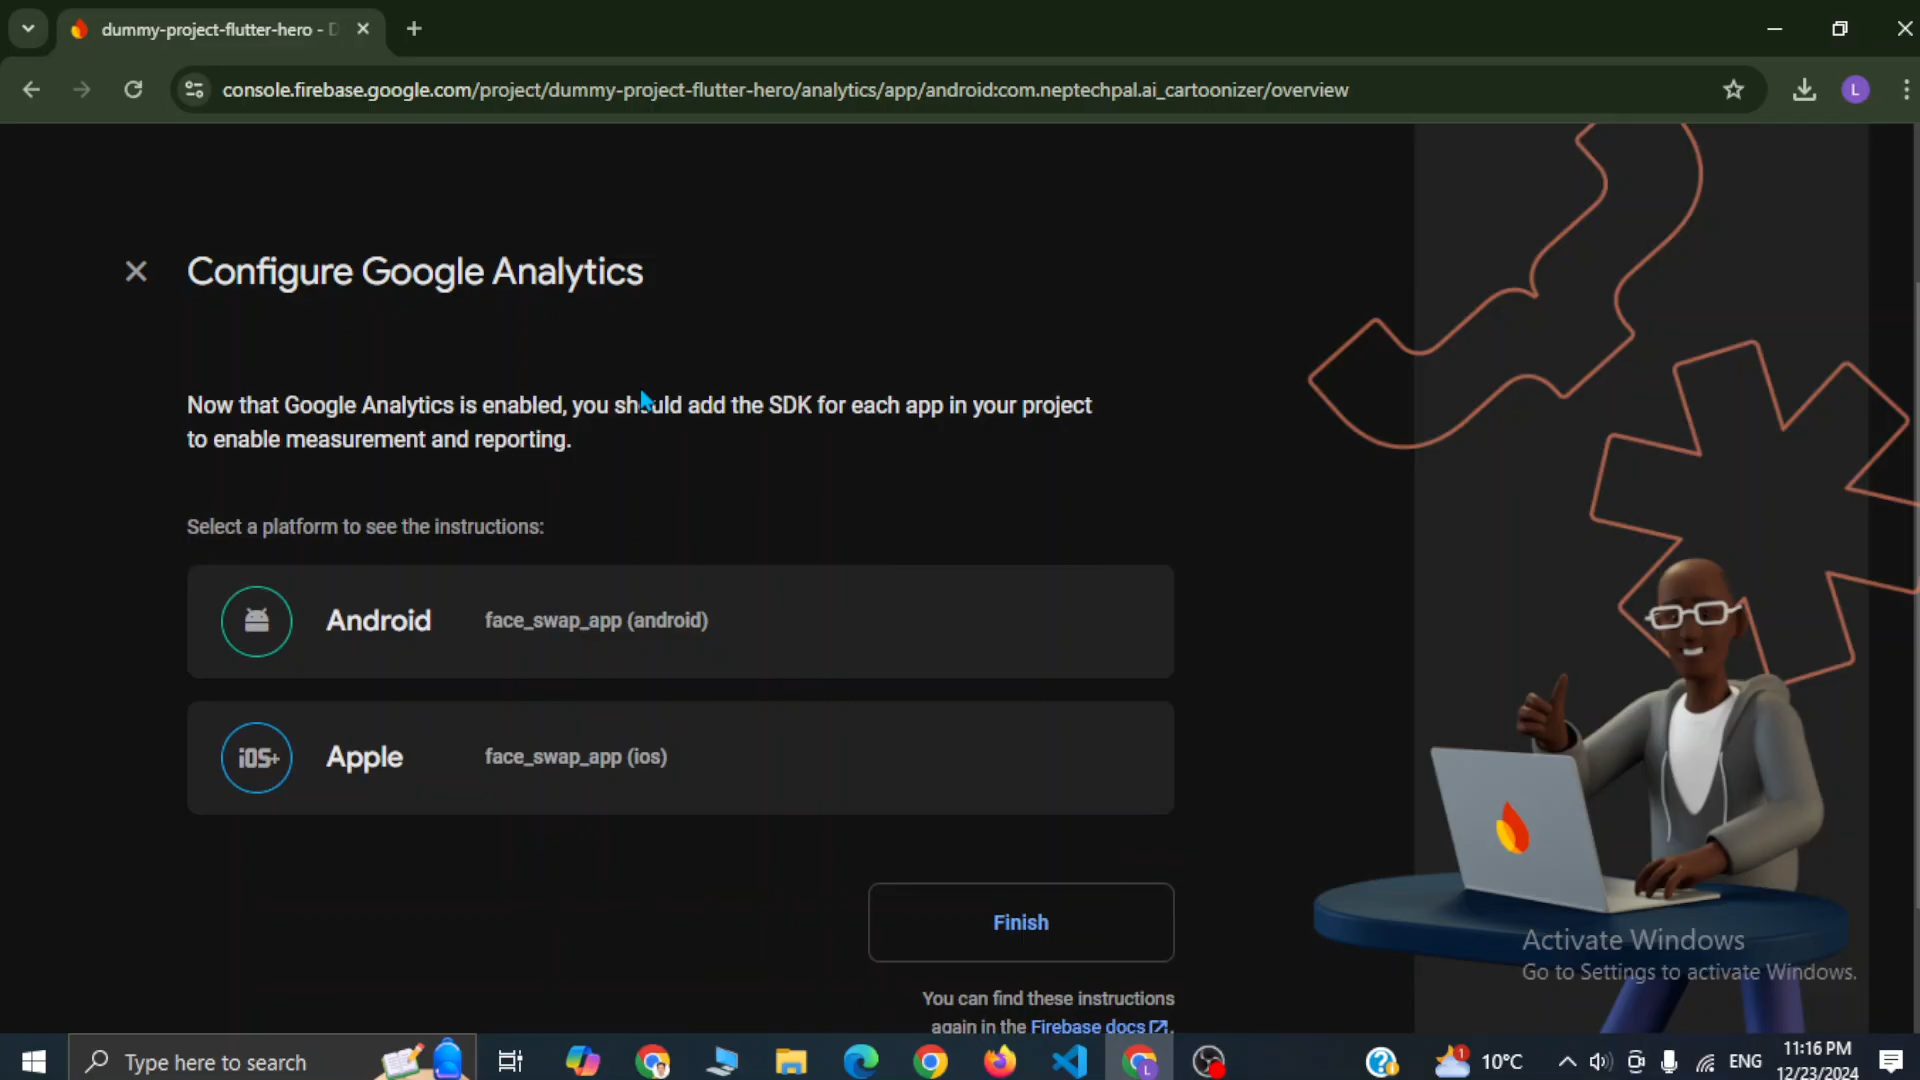 dummy-project-flutter-hero - D
console.firebase.google.com/project/dummy-project-flutter-hero/analytics/app/android:com.neptechpal.ai_cartoonizer/overview
L
Configure Google Analytics
Now that Google Analytics is enabled, you should add the SDK for each app in your project
to enable measurement and reporting.
Select a platform to see the instructions:
Android face_swap_app (android)
iOS+ Apple face_swap_app (ios)
Finish
You can find these instructions
again in the Firebase docs.
Activate Windows
Go to Settings to activate Windows.
Type here to search
L
1
10°C
ENG
11:16 PM
12/23/2024